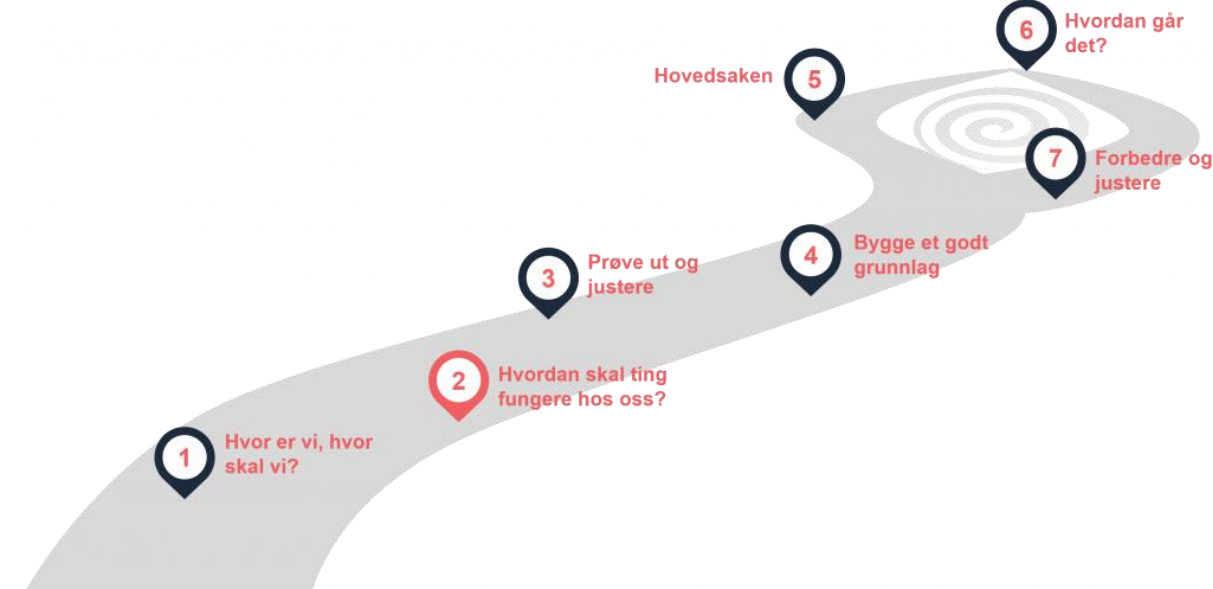 1
Hvor er vi, hvor
skal vi?
2
Hvordan skal ting
fungere hos oss?
3
Prøve ut og
justere
4
Bygge et godt
grunnlag
5
Hovedsaken
6
Hvordan går
det?
7
Forbedre og
justere